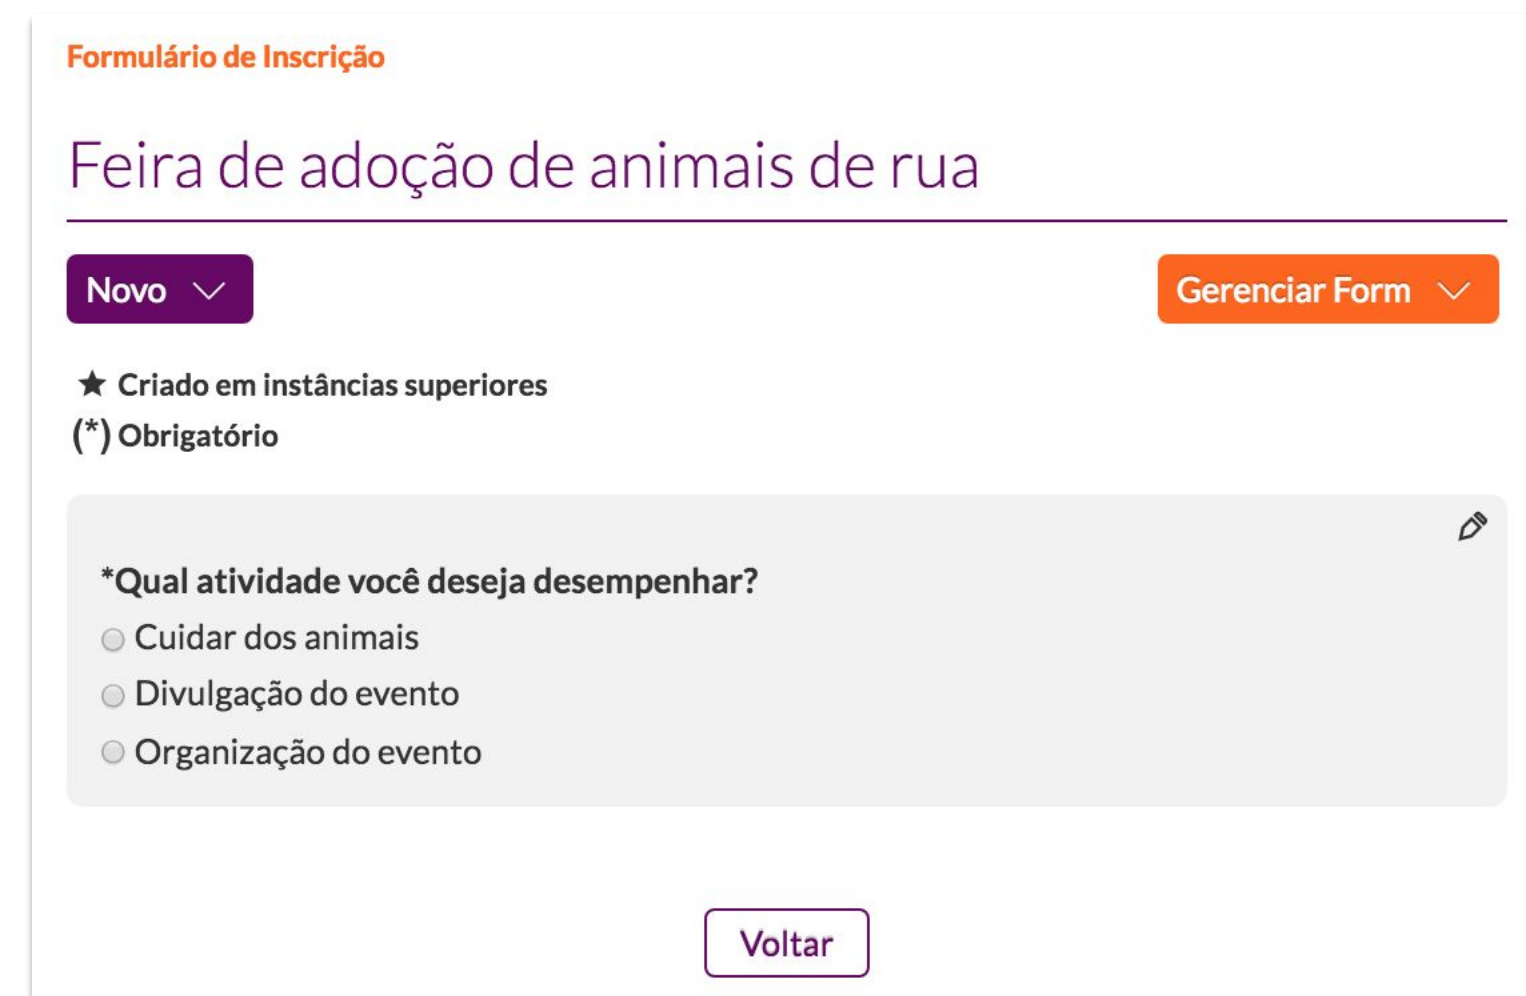 Formulário de Inscrição
Feira de adoção de animais de rua
Novo
Gerenciar Form
★ Criado em instâncias superiores
(*) Obrigatório
*Qual atividade você deseja desempenhar?
Cuidar dos animais
Divulgação do evento
Organização do evento
Voltar